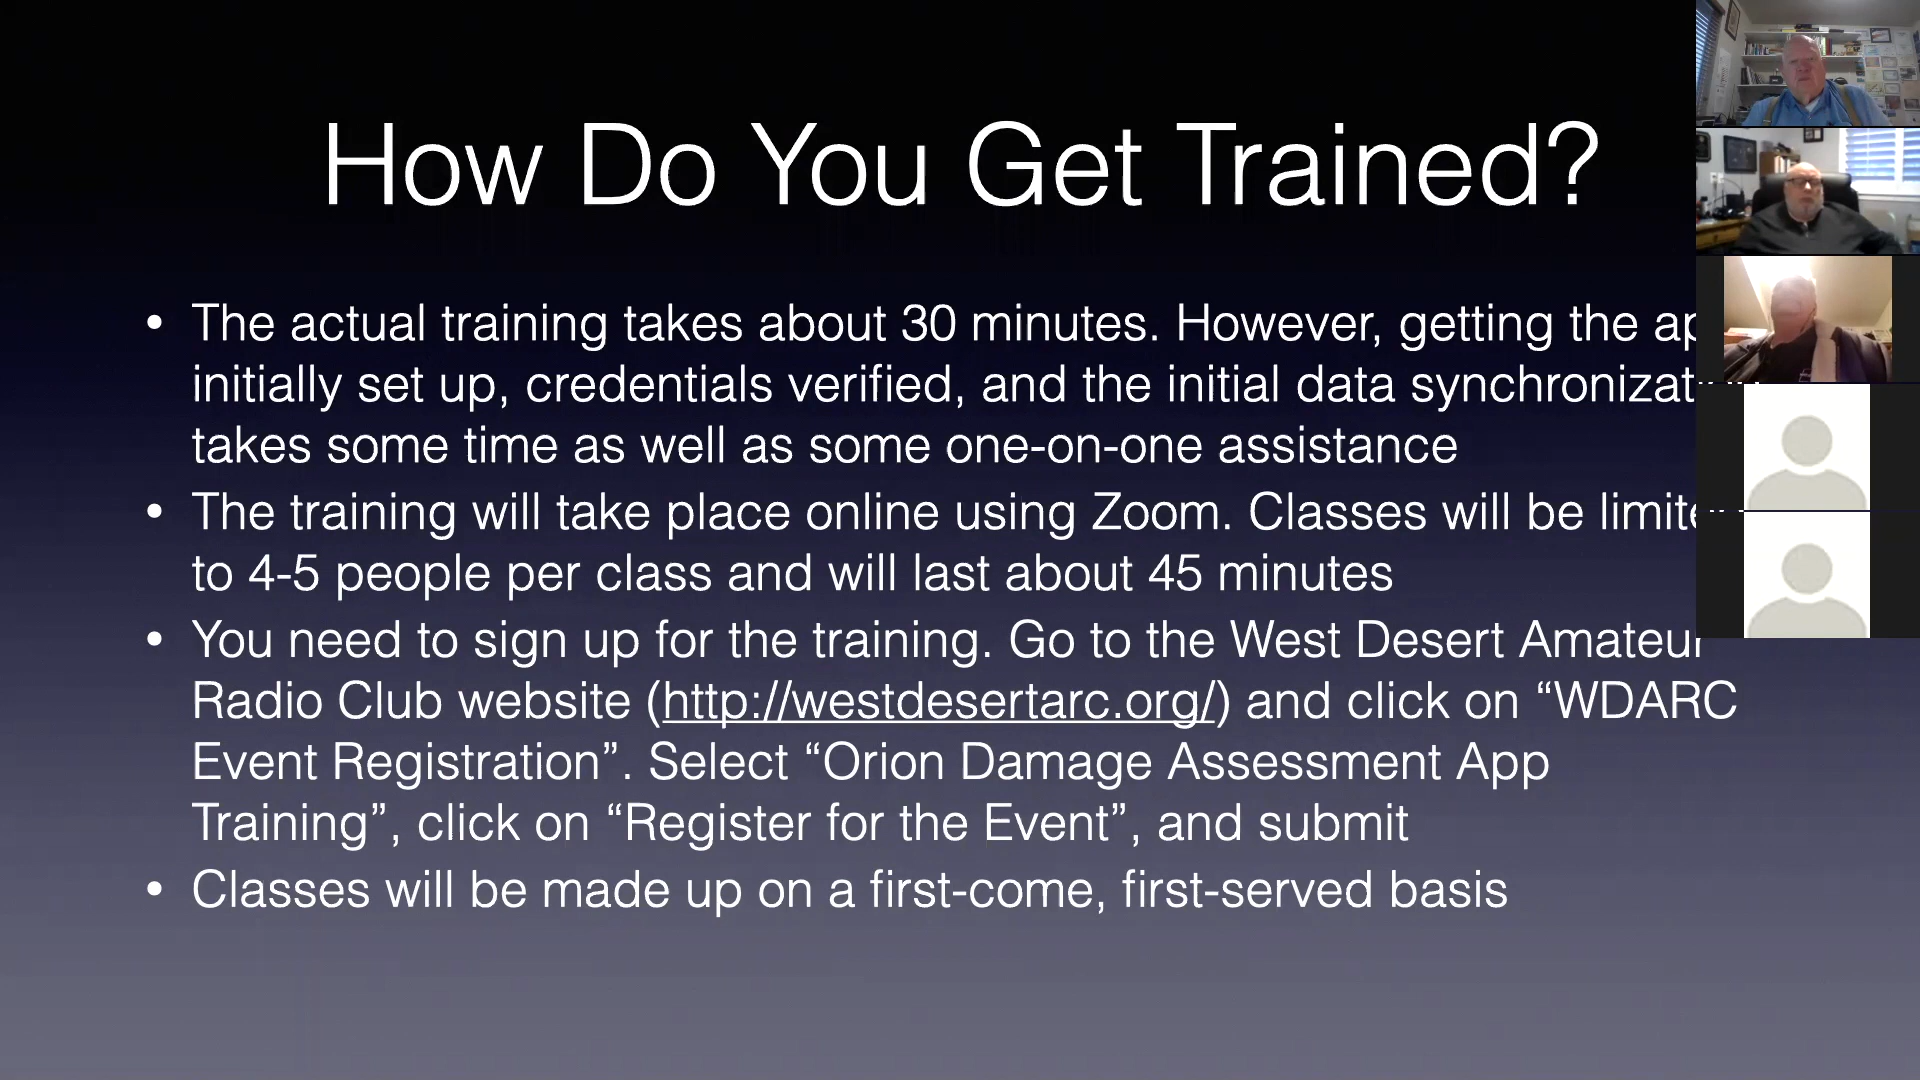 How Do You Get Trained?
• The actual training takes about 30 minutes. However, getting the
initially set up, credentials verified, and the initial data
takes some time as well as some one-on-one assistance
• The training will take place online using Zoom. Classes will be
to 4-5 people per class and will last about 45 minutes
• You need to sign up for the training. Go to the West Desert Amateur
Radio Club website (http://westdesertarc.org/) and click on “WDARC
Event Registration”. Select “Orion Damage Assessment App
Training”, click on “Register for the Event”, and submit
• Classes will be made up on a first-come, first-served basis